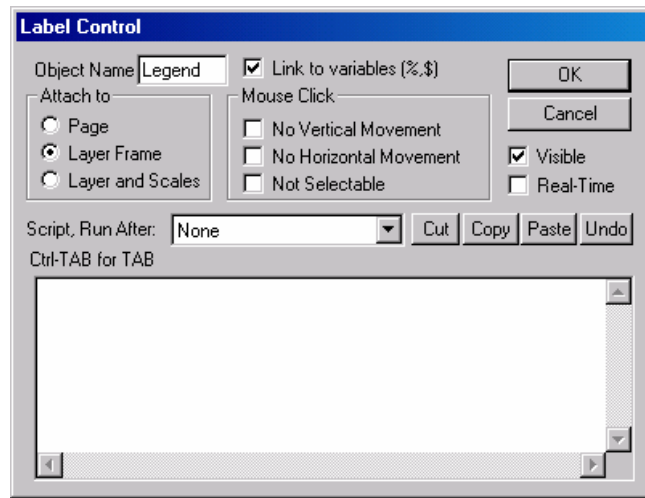 Label Control
Object Name Legend Link to variables (%,$) OK
Attach to Mouse Click Cancel
Page No Vertical Movement
Layer Frame No Horizontal Movement Visible
Layer and Scales Not Selectable Real-Time
Script, Run After: None Cut Copy Paste Undo
Ctrl-TAB for TAB